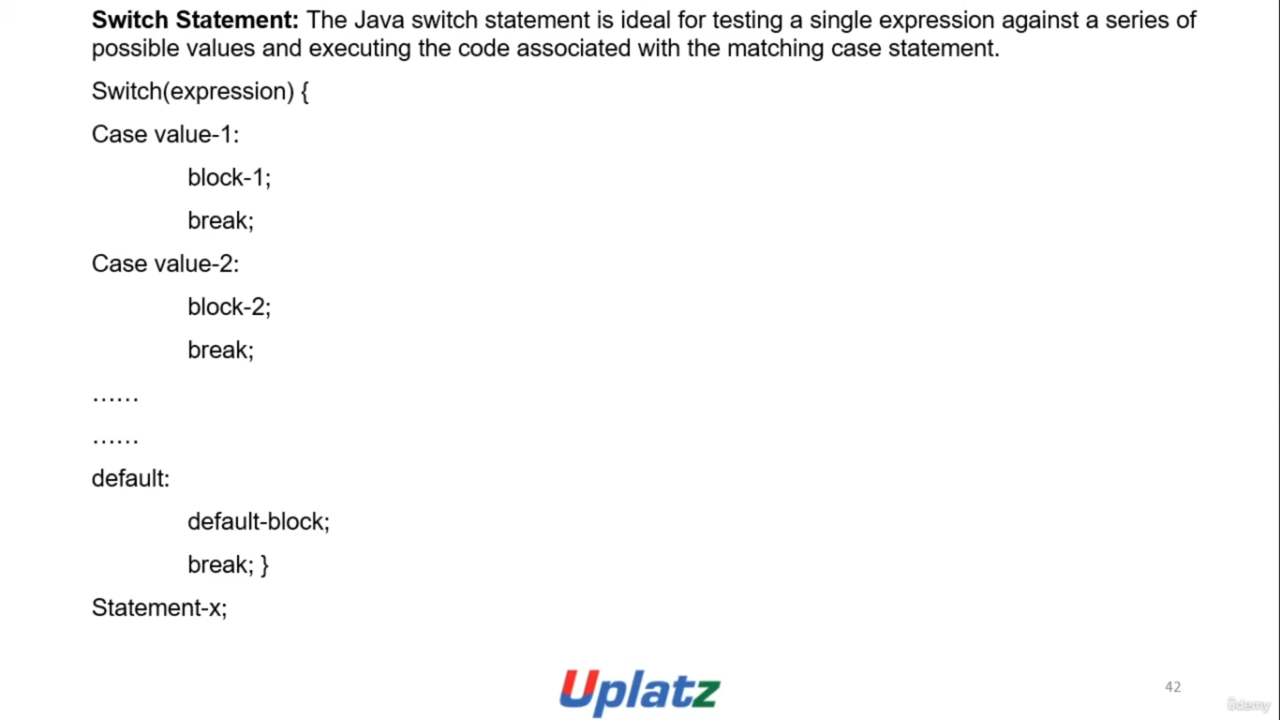 Switch Statement: The Java switch statement is ideal for testing a single expression against a series of
possible values and executing the code associated with the matching case statement.
Switch(expression) {
Case value-1:
block-1;
break;
Case value-2:
block-2;
break;
……
……
default:
default-block;
break; }
Statement-x;
Uplatz
42
ûdemy